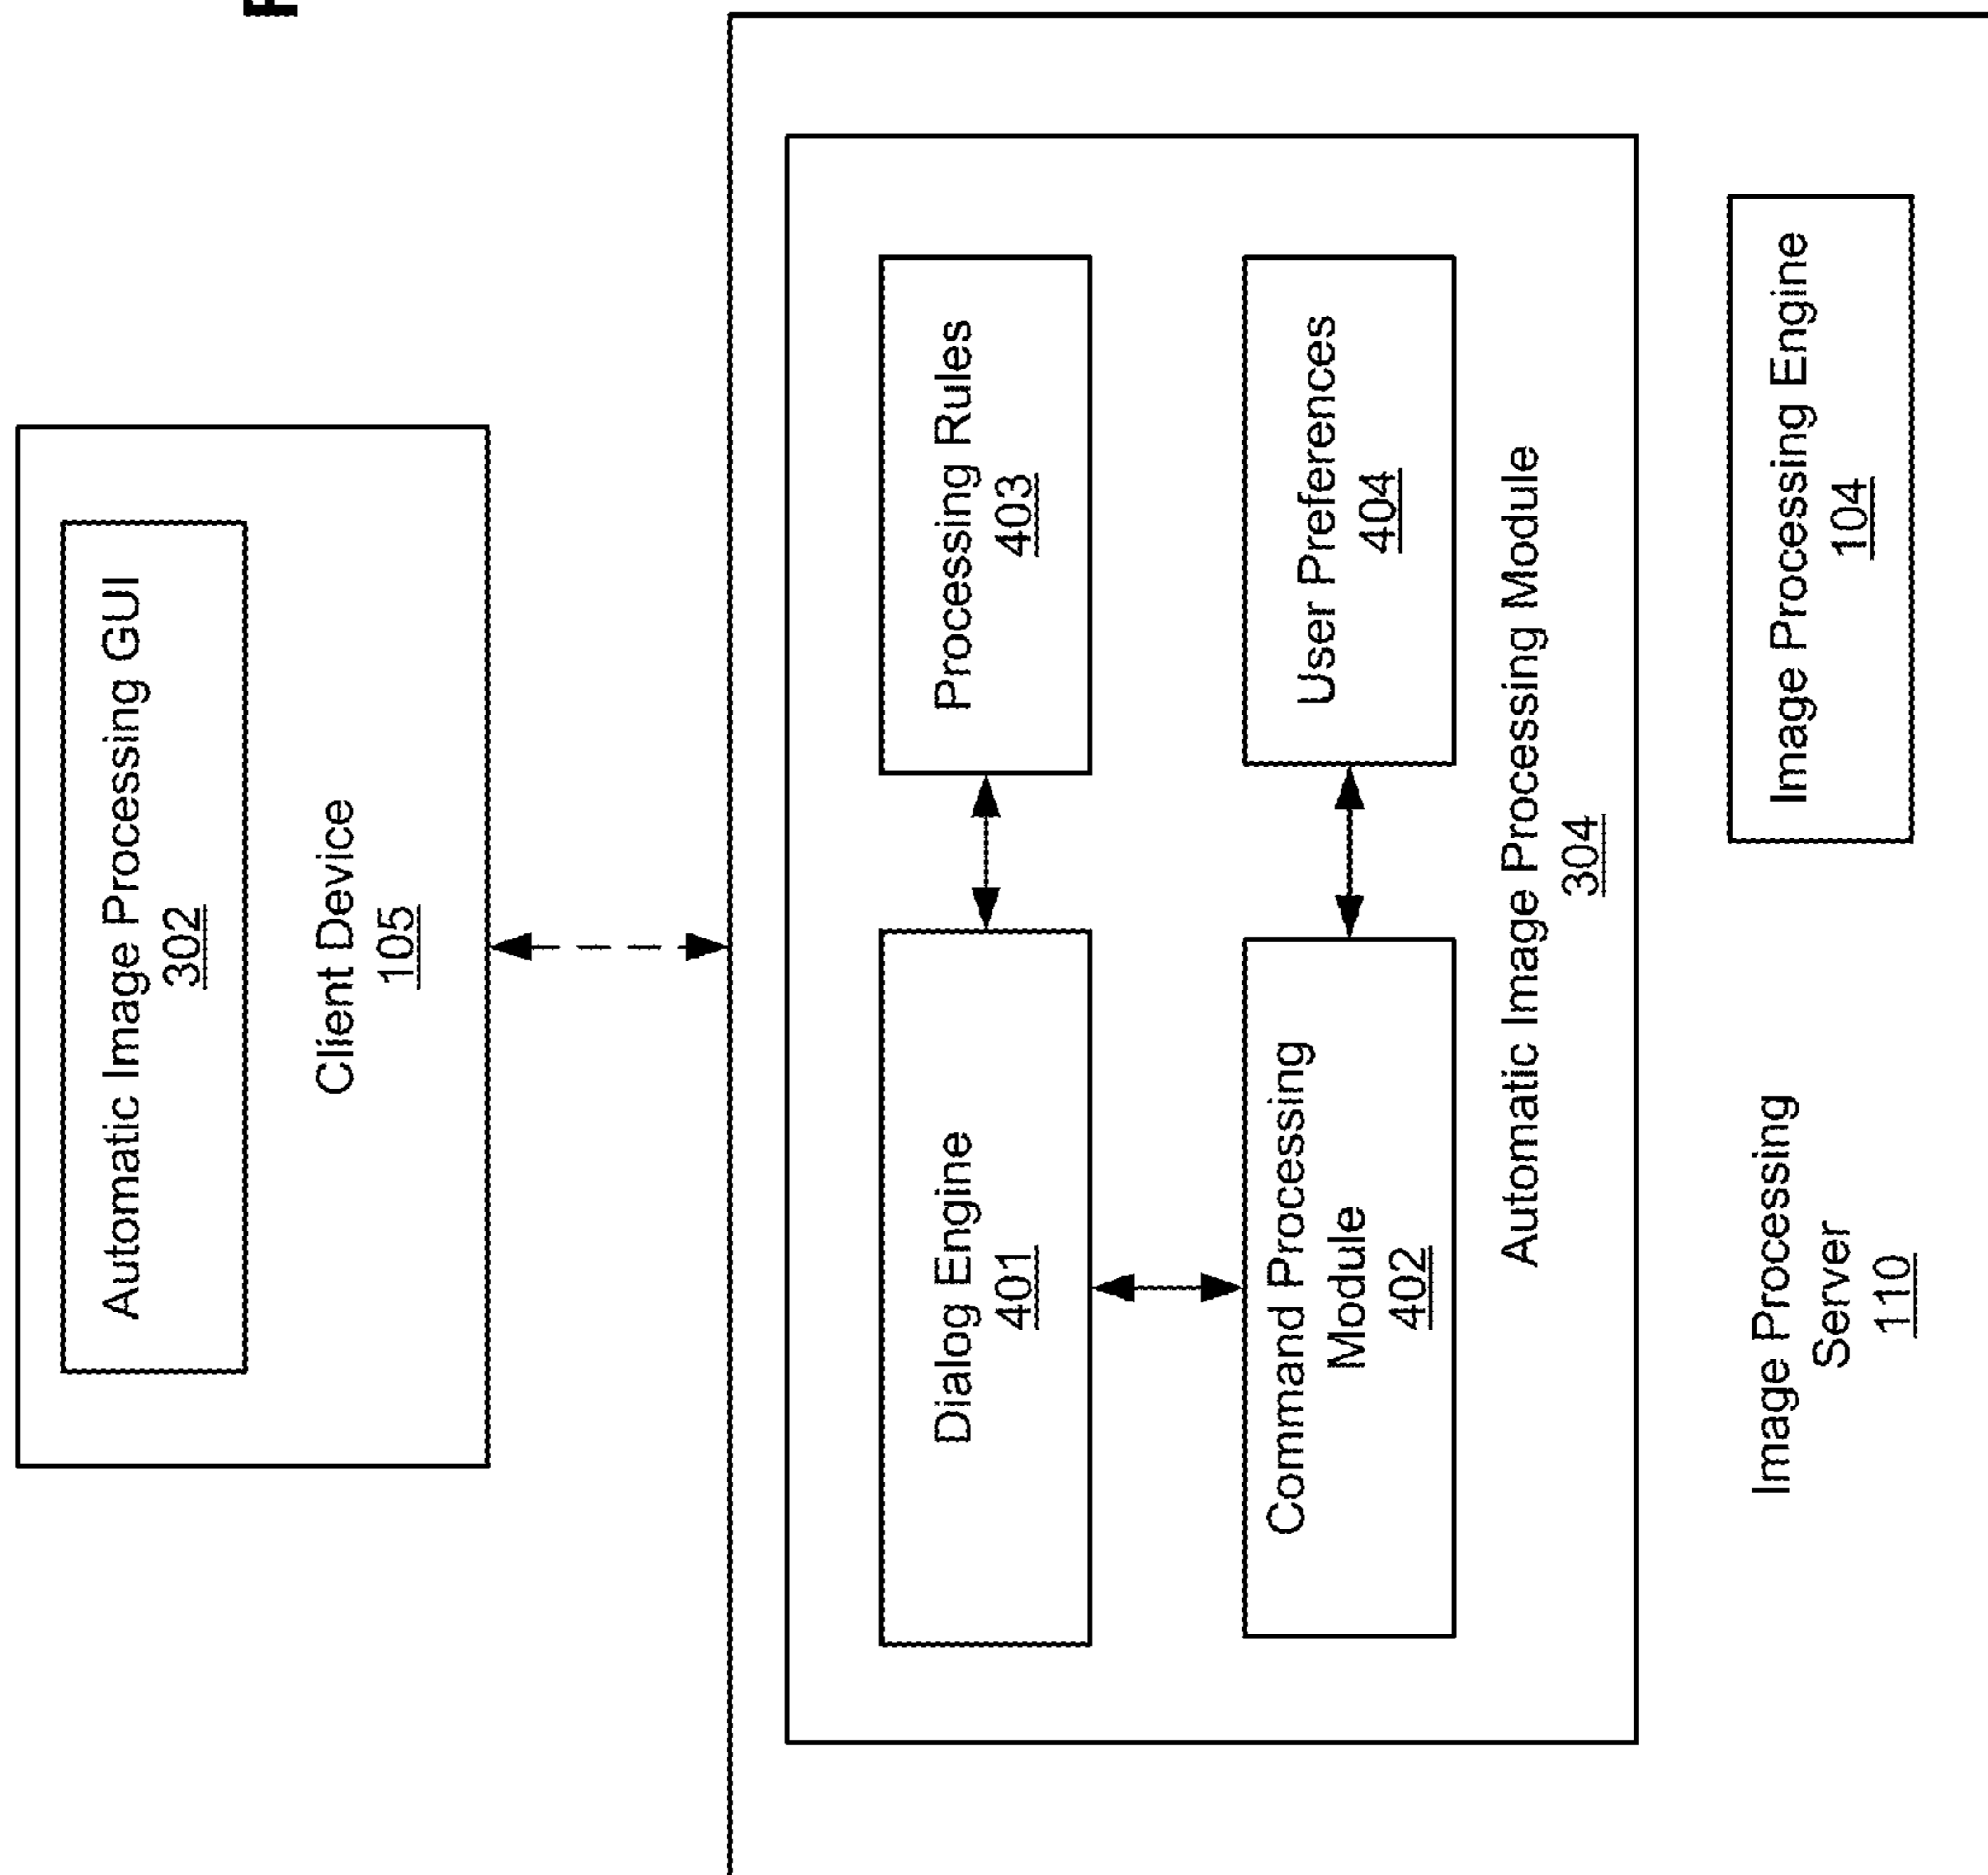 Automatic Image Processing GUI
302
Client Device
105
Dialog Engine
401
Processing Rules
403
Command Processing
Module
402
User Preferences
404
Automatic Image Processing Module
304
Image Processing
Server
110
Image Processing Engine
104